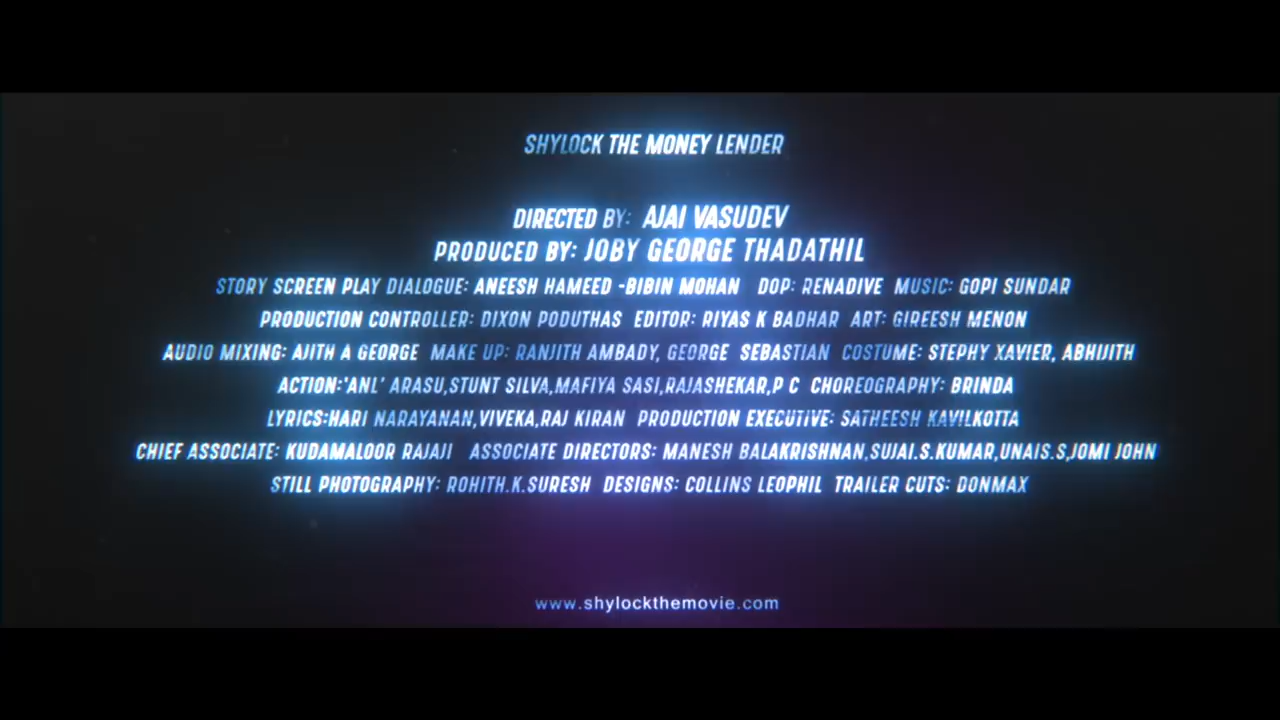 SHYLOCK THE MONEY LENDER
DIRECTED BY: AJAI VASUDEV
PRODUCED BY: JOBY GEORGE THADATHIL
STORY SCREEN PLAY DIALOGUE: ANEESH HAMEED -BIBIN MOHAN DOP: RENADIVE MUSIC: GOPI SUNDAR
PRODUCTION CONTROLLER: DIXON PODUTHAS EDITOR: RIYAS K BADHAR ART: GIREESH MENON
AUDIO MIXING: AJITH A GEORGE MAKE UP: RANJITH AMBADY, GEORGE SEBASTIAN COSTUME: STEPHY XAVIER, ABHIJITH
ACTION:'ANL' ARASU,STUNT SILVA,MAFIYA SASI,RAJASHEKAR,P C CHOREOGRAPHY: BRINDA
LYRICS:HARI NARAYANAN,VIVEKA,RAJ KIRAN PRODUCTION EXECUTIVE: SATHEESH KAVILKOTTA
CHIEF ASSOCIATE: KUDAMALOOR RAJAJI ASSOCIATE DIRECTORS: MANESH BALAKRISHNAN,SUJAI.S.KUMAR,UNAIS.S,JOMI JOHN
STILL PHOTOGRAPHY: ROHITH.K.SURESH DESIGNS: COLLINS LEOPHIL TRAILER CUTS: DONMAX
www.shylockthemovie.com